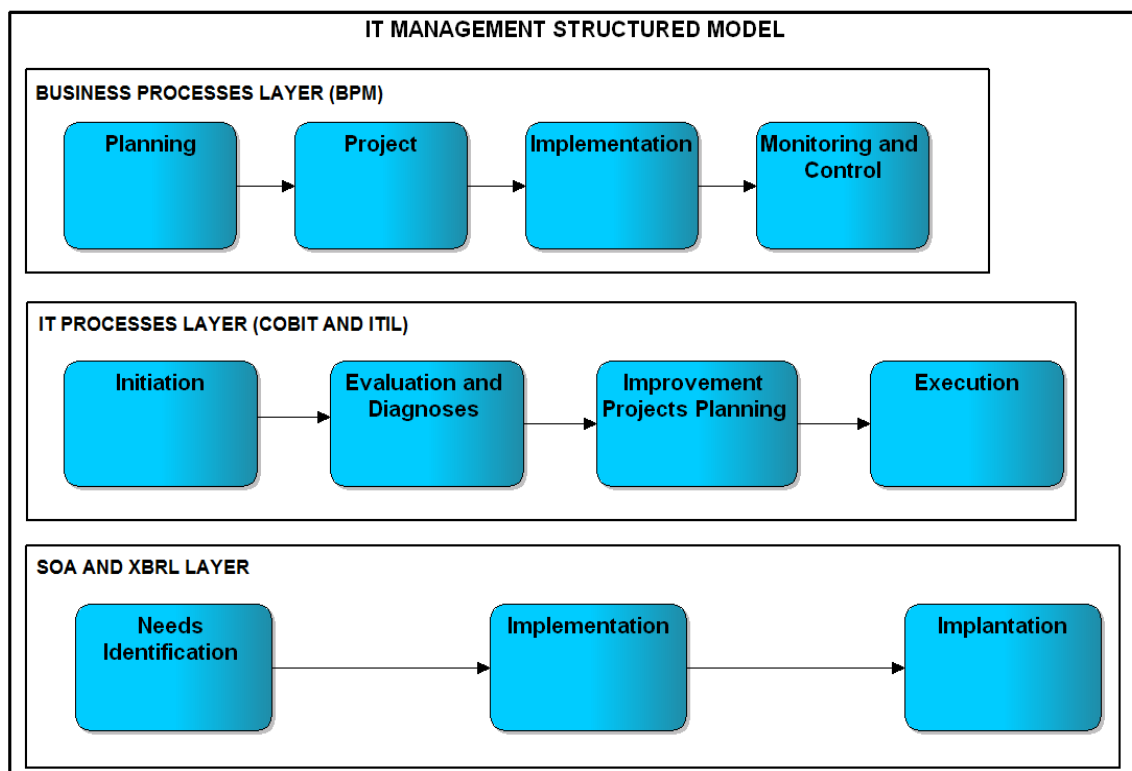 IT MANAGEMENT STRUCTURED MODEL
BUSINESS PROCESSES LAYER (BPM)
Planning
Project
Implementation
Monitoring and
Control
IT PROCESSES LAYER (COBIT AND ITIL)
Initiation
Evaluation and
Diagnoses
Improvement
Projects Planning
Execution
SOA AND XBRL LAYER
Needs
Identification
Implementation
Implantation